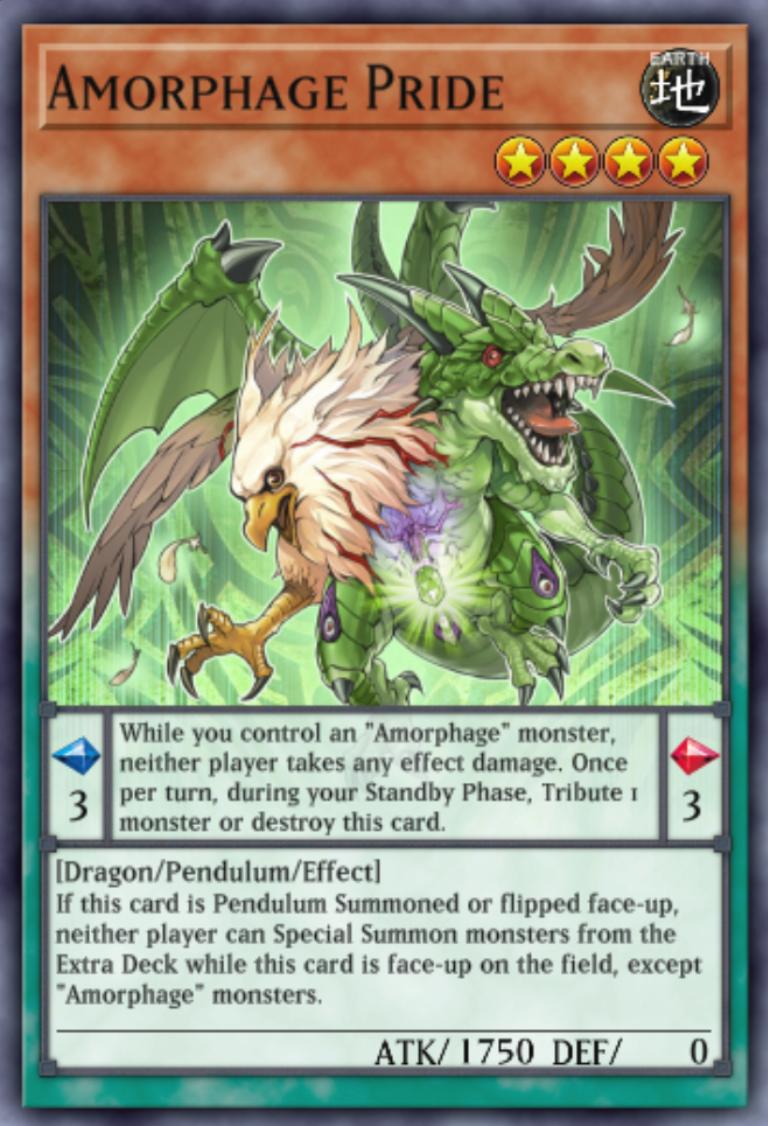 AMORPHAGE PRIDE
EARTH
地
While you control an "Amorphage" monster,
neither player takes any effect damage. Once
per turn, during your Standby Phase, Tribute 1
monster or destroy this card.
3
3
[Dragon/Pendulum/Effect]
If this card is Pendulum Summoned or flipped face-up,
neither player can Special Summon monsters from the
Extra Deck while this card is face-up on the field, except
"Amorphage" monsters.
ATK/ 1750 DEF/ 0